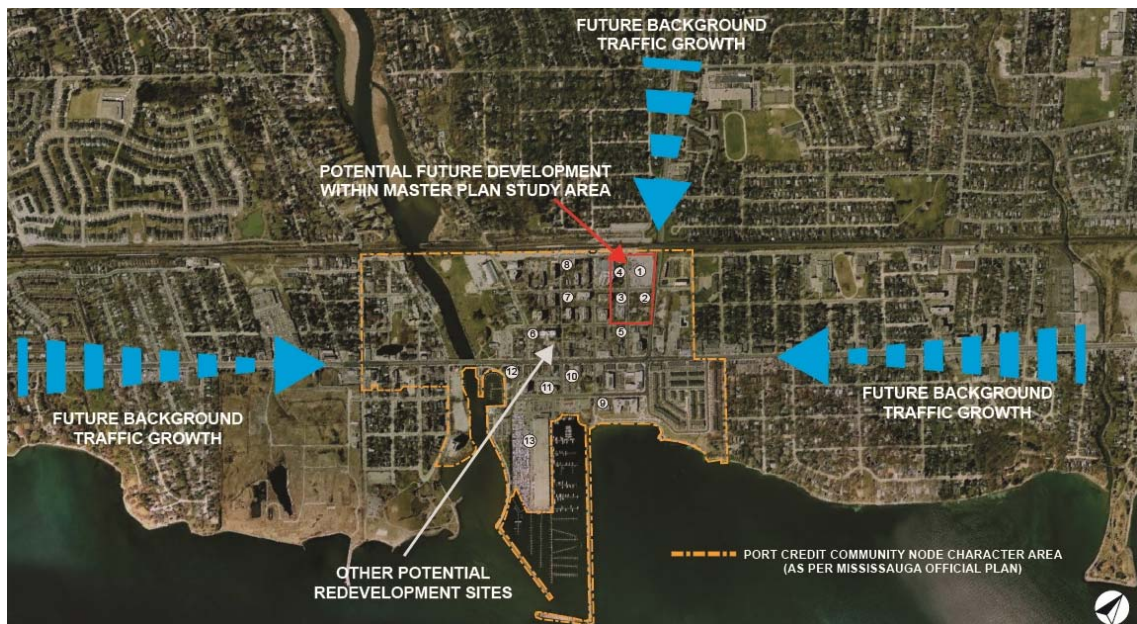 FUTURE BACKGROUND
TRAFFIC GROWTH
POTENTIAL FUTURE DEVELOPMENT
WITHIN MASTER PLAN STUDY AREA
8
4
1
7
3
2
6
5
12
10
11
9
13
FUTURE BACKGROUND
TRAFFIC GROWTH
FUTURE BACKGROUND
TRAFFIC GROWTH
OTHER POTENTIAL
REDEVELOPMENT SITES
PORT CREDIT COMMUNITY NODE CHARACTER AREA
(AS PER MISSISSAUGA OFFICIAL PLAN)